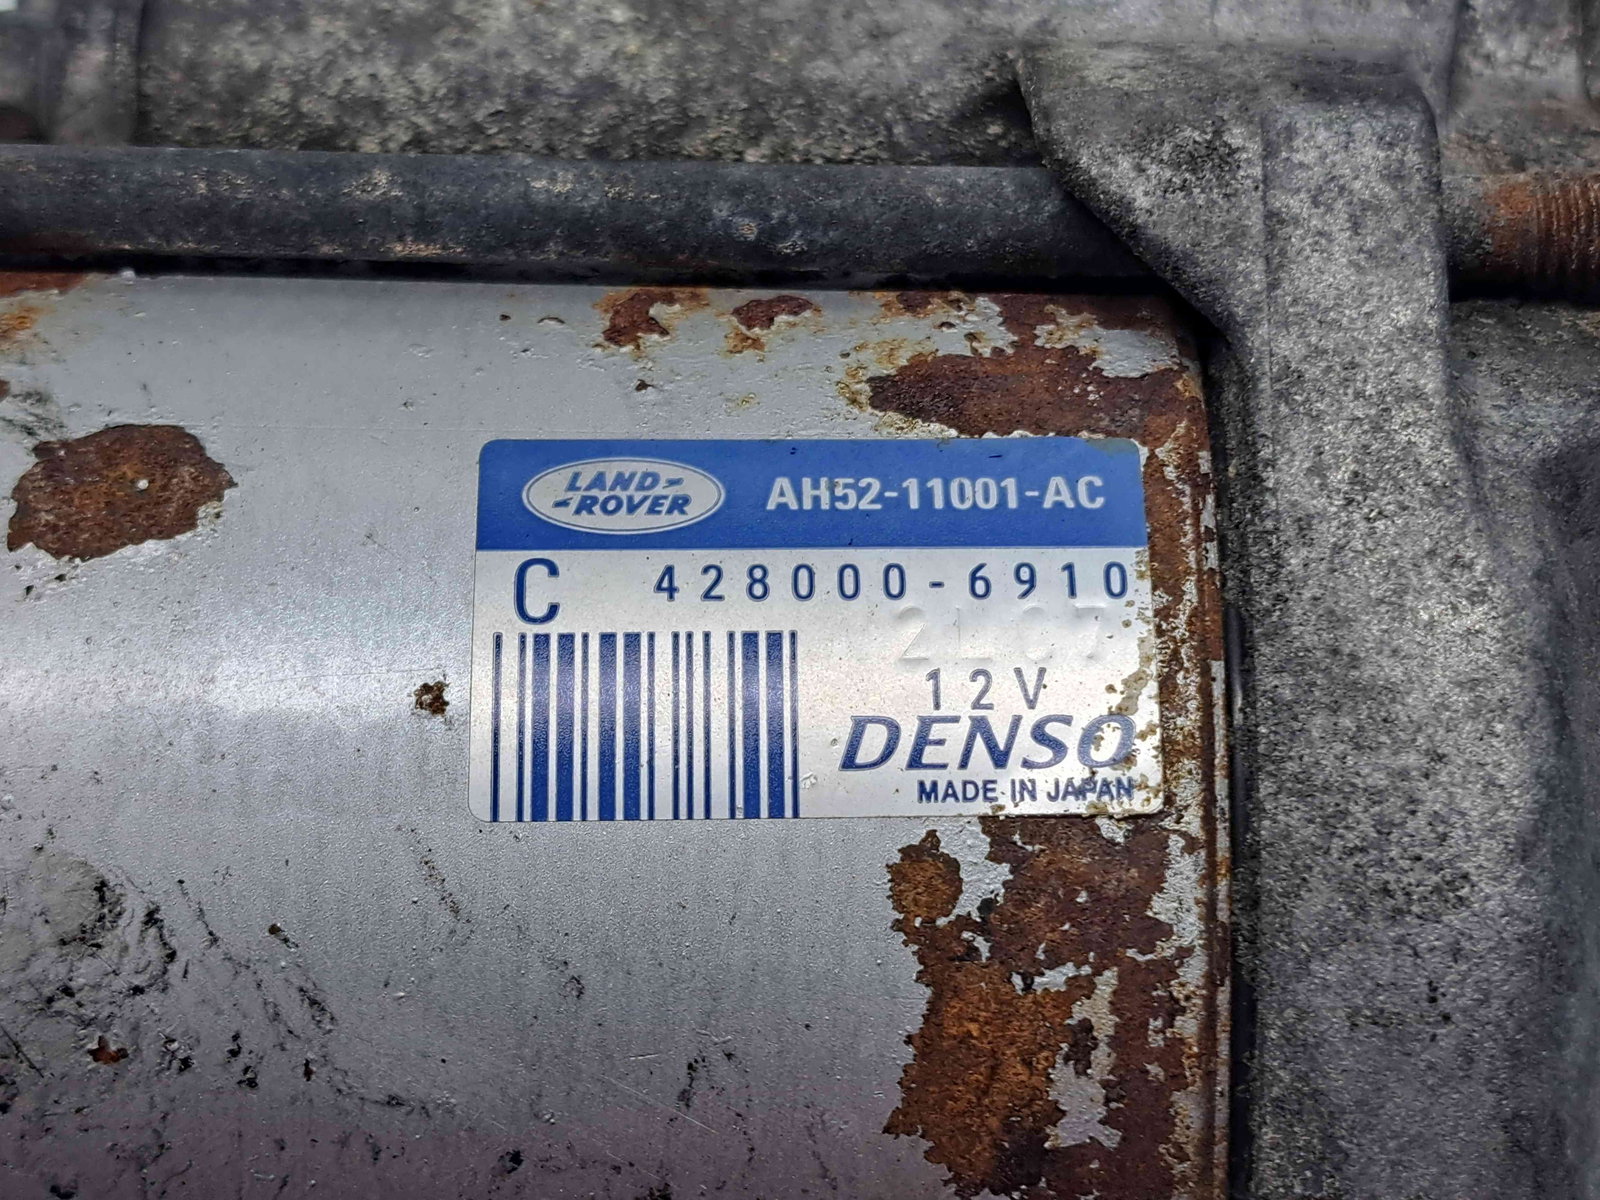 LAND-
-ROVER
AH52-11001-AC
C 428000-6910
12V
DENSO
MADE IN JAPAN